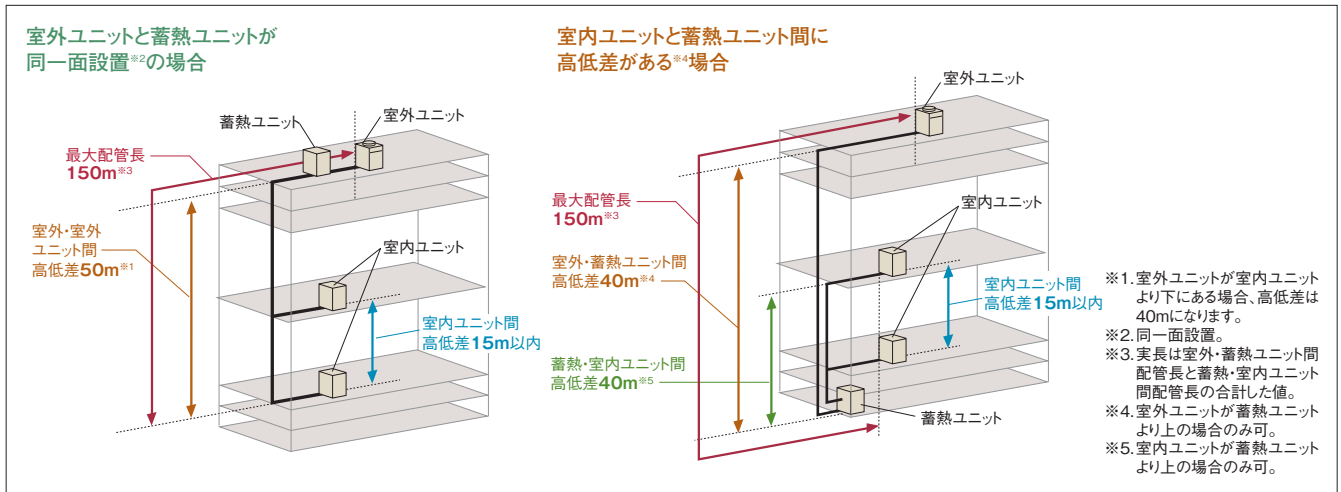 室外ユニットと蓄熱ユニットが
同一面設置※2の場合
蓄熱ユニット
室外ユニット
最大配管長
150m※3
室外・室外
ユニット間
高低差50m※1
室内ユニット
室内ユニット間
高低差15m以内
室内ユニットと蓄熱ユニット間に
高低差がある※4場合
室外ユニット
最大配管長
150m※3
室内ユニット
室外・蓄熱ユニット間
高低差40m※4
室内ユニット間
高低差15m以内
蓄熱・室内ユニット間
高低差40m※5
蓄熱ユニット
※1.室外ユニットが室内ユニット
より下にある場合、高低差は
40mになります。
※2.同一面設置。
※3.実長は室外・蓄熱ユニット間
配管長と蓄熱・室内ユニット
間配管長の合計した値。
※4.室外ユニットが蓄熱ユニット
より上の場合のみ可。
※5.室内ユニットが蓄熱ユニット
より上の場合のみ可。